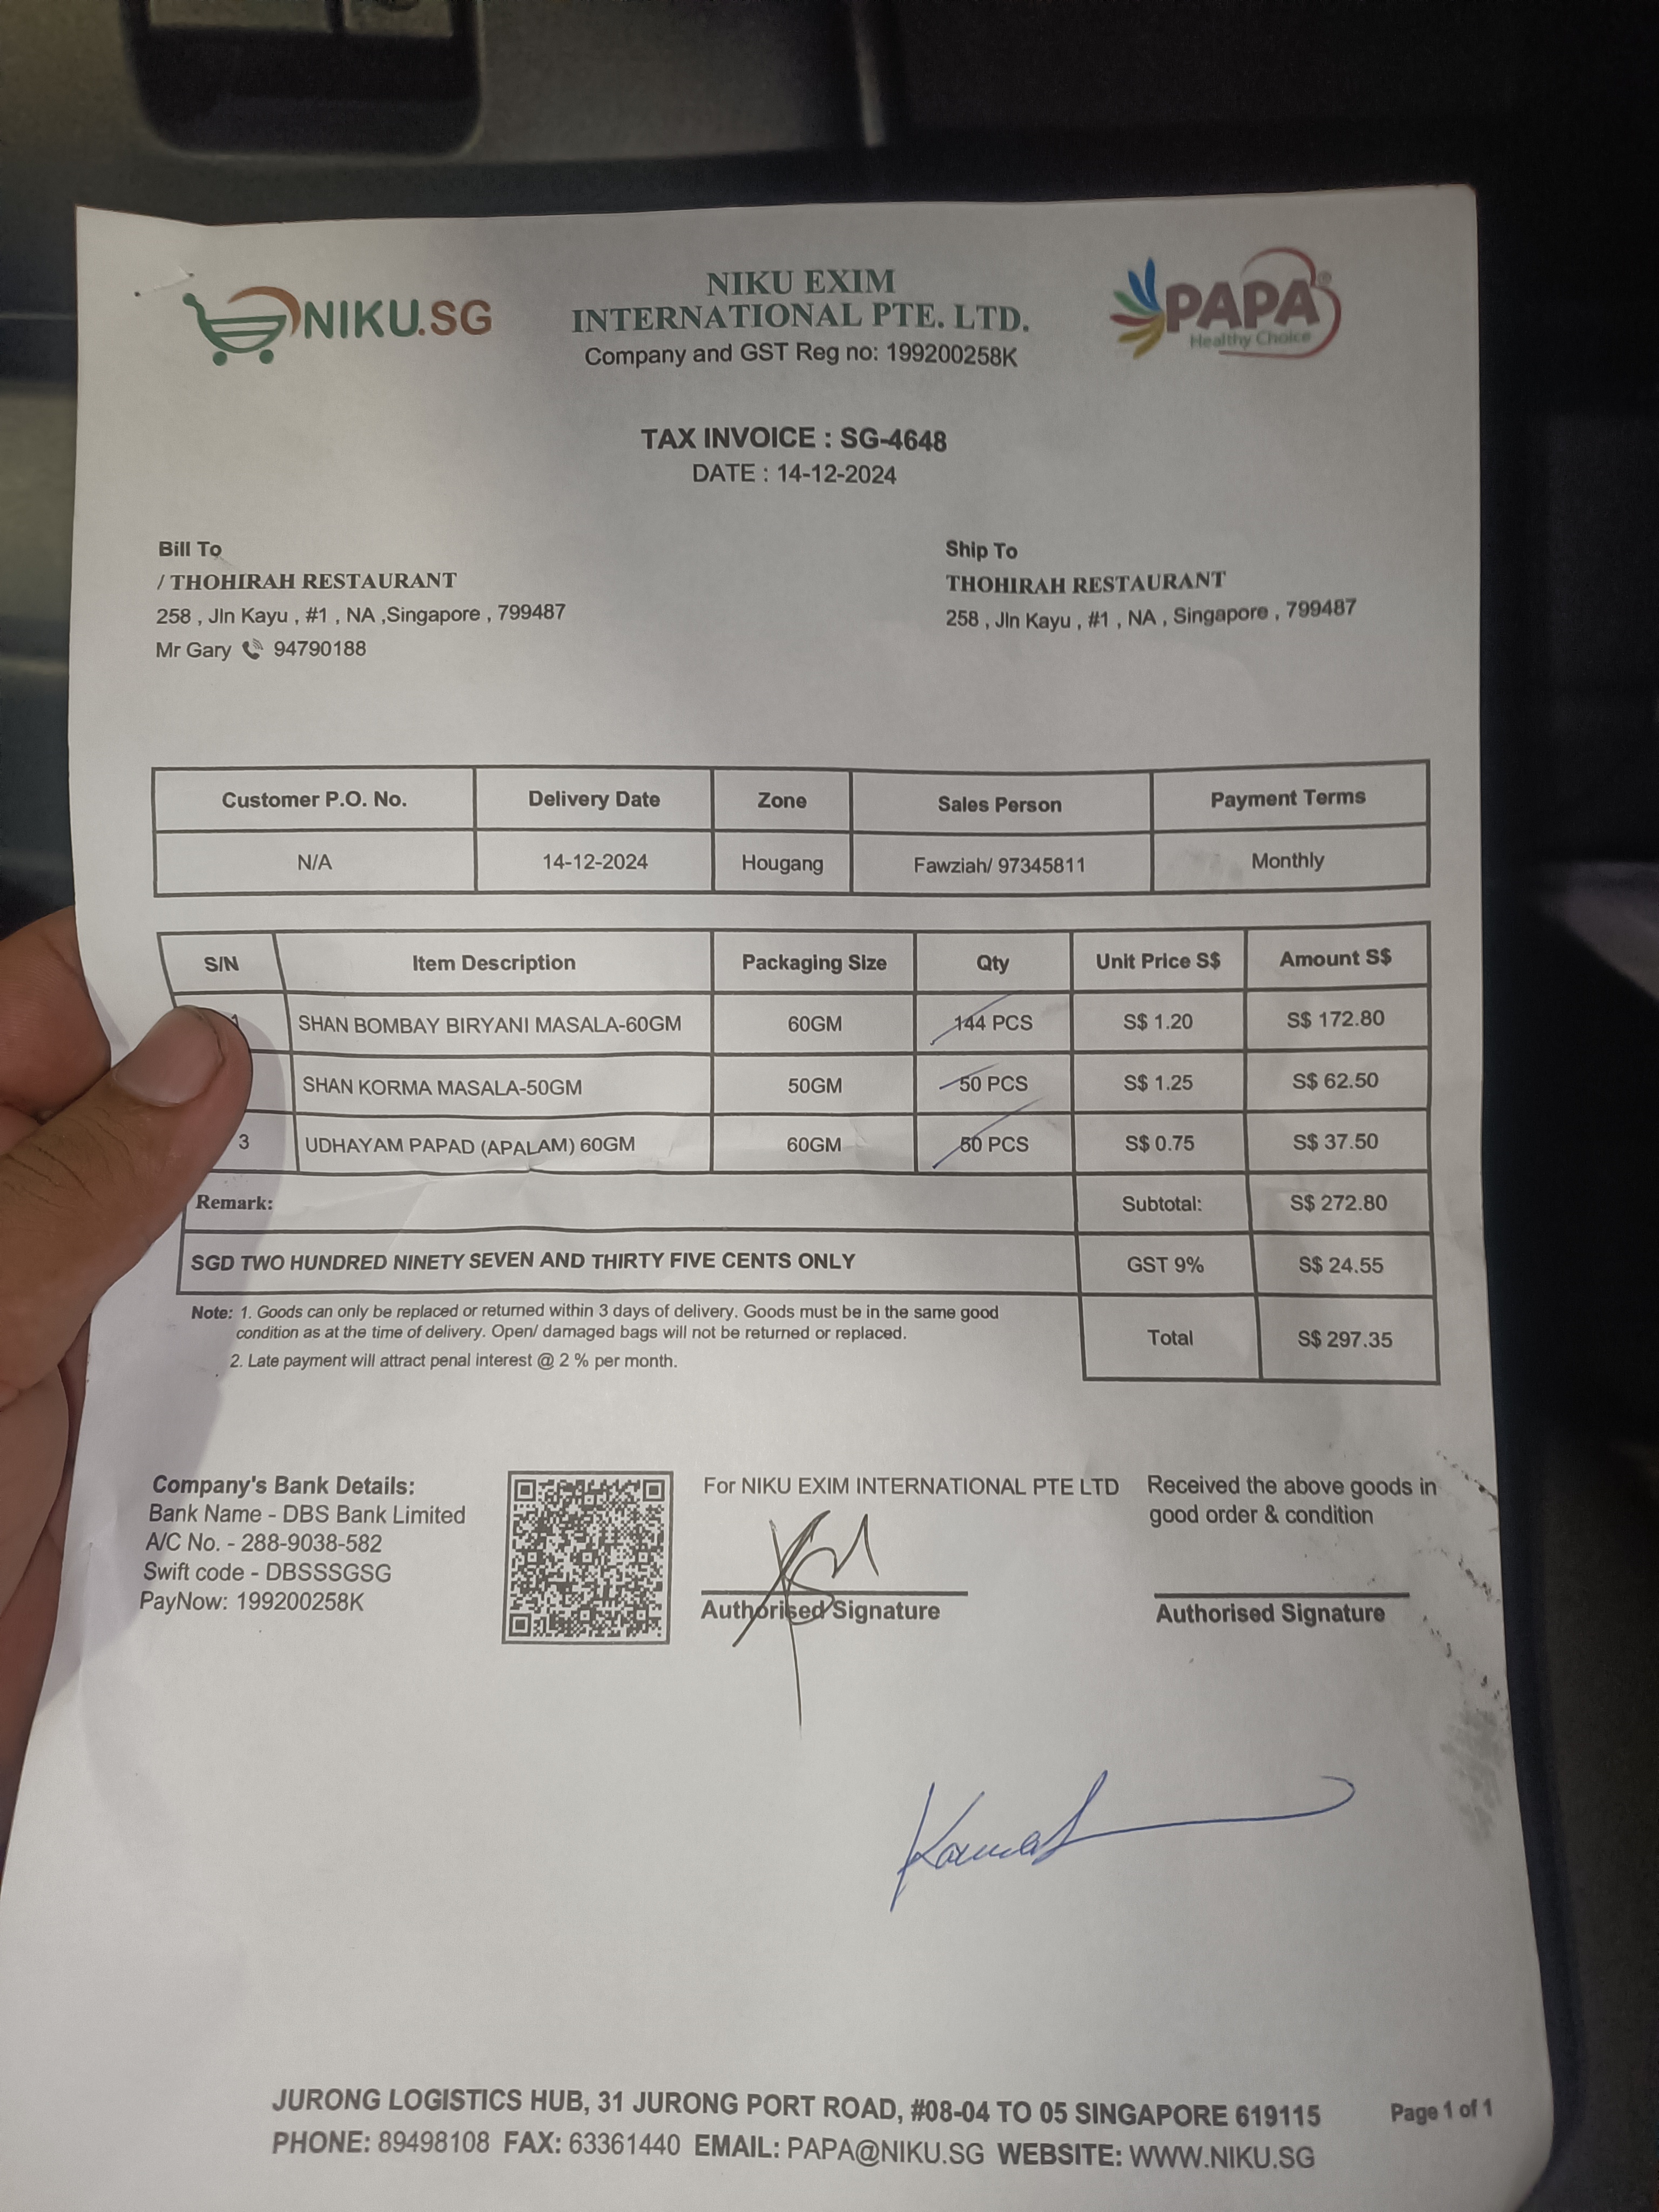 NIKU.SG
NIKU EXIM
INTERNATIONAL PTE. LTD.
Company and GST Reg no: 199200258K
PAPA®
Healthy Choice
TAX INVOICE : SG-4648
DATE : 14-12-2024
Bill To
/ THOHIRAH RESTAURANT
258 , Jln Kayu , #1 , NA ,Singapore , 799487
Mr Gary 94790188
Ship To
THOHIRAH RESTAURANT
258 , Jln Kayu , #1 , NA , Singapore , 799487
Customer P.O. No. Delivery Date Zone Sales Person Payment Terms
N/A 14-12-2024 Hougang Fawziah/ 97345811 Monthly
S/N Item Description Packaging Size Qty Unit Price S$ Amount S$
1 SHAN BOMBAY BIRYANI MASALA-60GM 60GM 144 PCS S$ 1.20 S$ 172.80
SHAN KORMA MASALA-50GM 50GM 50 PCS S$ 1.25 S$ 62.50
3 UDHAYAM PAPAD (APALAM) 60GM 60GM 50 PCS S$ 0.75 S$ 37.50
Remark: Subtotal: S$ 272.80
SGD TWO HUNDRED NINETY SEVEN AND THIRTY FIVE CENTS ONLY GST 9% S$ 24.55
Total S$ 297.35
Note: 1. Goods can only be replaced or returned within 3 days of delivery. Goods must be in the same good
condition as at the time of delivery. Open/ damaged bags will not be returned or replaced.
2. Late payment will attract penal interest @ 2 % per month.
Company's Bank Details:
Bank Name - DBS Bank Limited
A/C No. - 288-9038-582
Swift code - DBSSSGSG
PayNow: 199200258K
For NIKU EXIM INTERNATIONAL PTE LTD
Authorised Signature
Received the above goods in
good order & condition
Authorised Signature
JURONG LOGISTICS HUB, 31 JURONG PORT ROAD, #08-04 TO 05 SINGAPORE 619115
PHONE: 89498108 FAX: 63361440 EMAIL: PAPA@NIKU.SG WEBSITE: WWW.NIKU.SG
Page 1 of 1